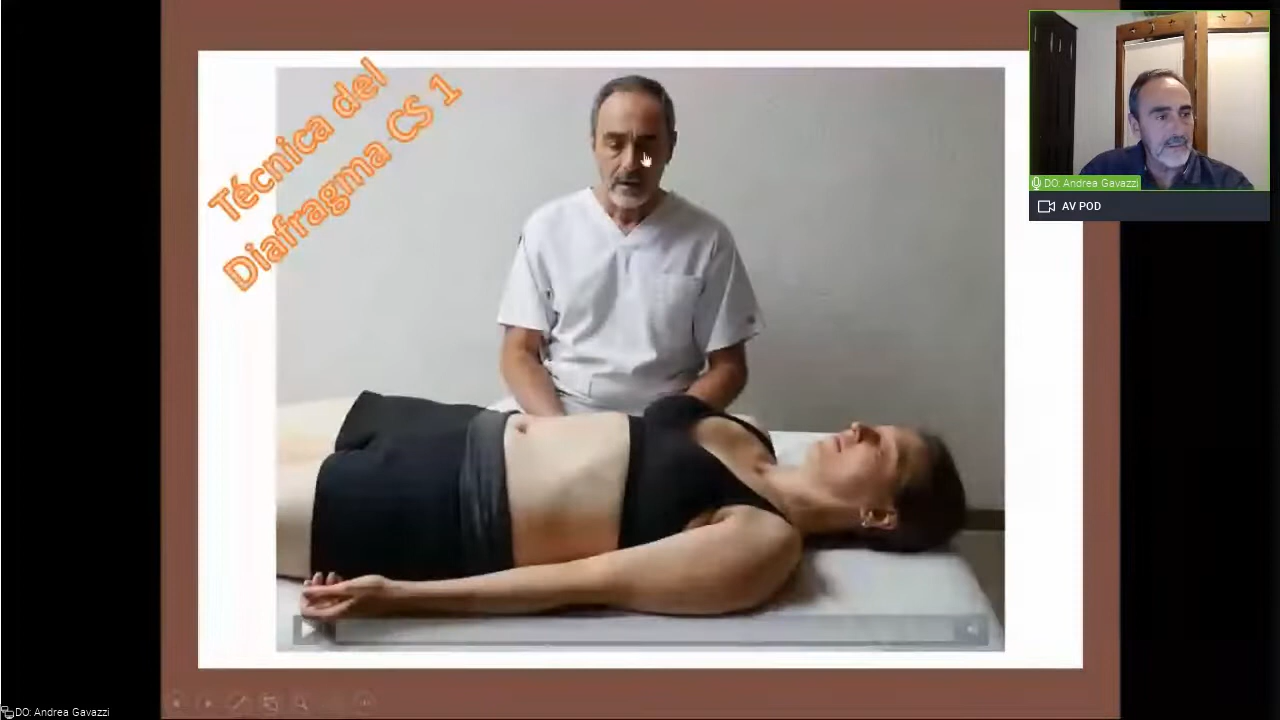 Técnica del
Diafragma CS 1
DO: Andrea Gavazzi
AV POD
DO: Andrea Gavazzi